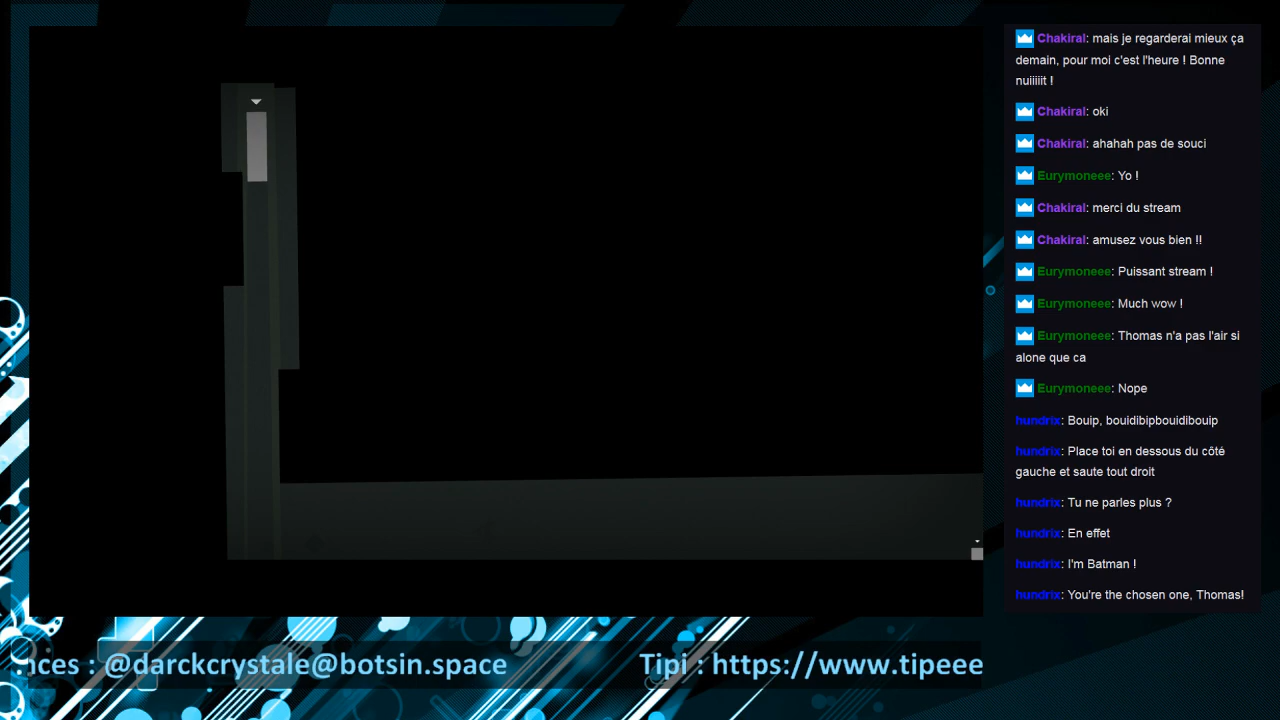 Chakiral: mais je regarderai mieux ça
demain, pour moi c'est l'heure ! Bonne
nuiiiiit !
Chakiral: oki
Chakiral: ahahah pas de souci
Eurymoneee: Yo !
Chakiral: merci du stream
Chakiral: amusez vous bien !!
Eurymoneee: Puissant stream !
Eurymoneee: Much wow !
Eurymoneee: Thomas n'a pas l'air si
alone que ca
Eurymoneee: Nope
hundrix: Bouip, bouidibipbouidibouip
hundrix: Place toi en dessous du côté
gauche et saute tout droit
hundrix: Tu ne parles plus ?
hundrix: En effet
hundrix: I'm Batman !
hundrix: You're the chosen one, Thomas!
nces : @darckcrystale@botsin.space Tipi : https://www.tipeee